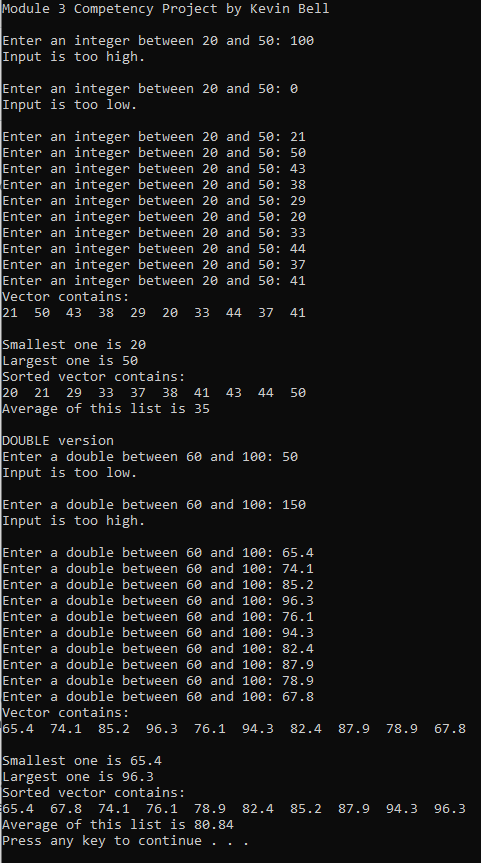 Module 3 Competency Project by Kevin Bell
Enter an integer between 20 and 50: 100
Input is too high.
Enter an integer between 20 and 50: 0
Input is too low.
Enter an integer between 20 and 50: 21
Enter an integer between 20 and 50: 50
Enter an integer between 20 and 50: 43
Enter an integer between 20 and 50: 38
Enter an integer between 20 and 50: 29
Enter an integer between 20 and 50: 20
Enter an integer between 20 and 50: 33
Enter an integer between 20 and 50: 44
Enter an integer between 20 and 50: 37
Enter an integer between 20 and 50: 41
Vector contains:
21  50  43  38  29  20  33  44  37  41
Smallest one is 20
Largest one is 50
Sorted vector contains:
20  21  29  33  37  38  41  43  44  50
Average of this list is 35
DOUBLE version
Enter a double between 60 and 100: 50
Input is too low.
Enter a double between 60 and 100: 150
Input is too high.
Enter a double between 60 and 100: 65.4
Enter a double between 60 and 100: 74.1
Enter a double between 60 and 100: 85.2
Enter a double between 60 and 100: 96.3
Enter a double between 60 and 100: 76.1
Enter a double between 60 and 100: 94.3
Enter a double between 60 and 100: 82.4
Enter a double between 60 and 100: 87.9
Enter a double between 60 and 100: 78.9
Enter a double between 60 and 100: 67.8
Vector contains:
65.4  74.1  85.2  96.3  76.1  94.3  82.4  87.9  78.9  67.8
Smallest one is 65.4
Largest one is 96.3
Sorted vector contains:
65.4  67.8  74.1  76.1  78.9  82.4  85.2  87.9  94.3  96.3
Average of this list is 80.84
Press any key to continue . . .